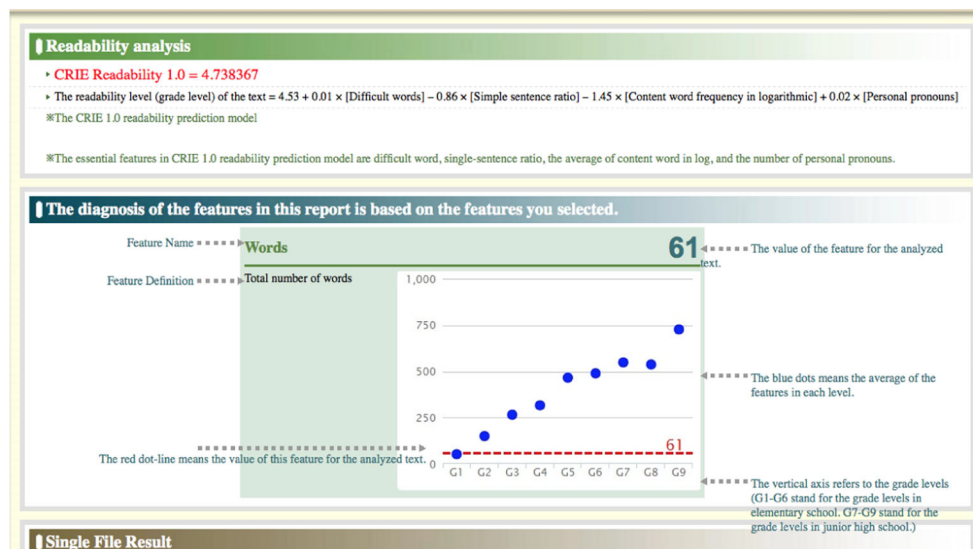 Readability analysis
CRIE Readability 1.0 = 4.738367
The readability level (grade level) of the text = 4.53 + 0.01 × [Difficult words] − 0.86 × [Simple sentence ratio] − 1.45 × [Content word frequency in logarithmic] + 0.02 × [Personal pronouns]
※The CRIE 1.0 readability prediction model
※The essential features in CRIE 1.0 readability prediction model are difficult word, single-sentence ratio, the average of content word in log, and the number of personal pronouns.
The diagnosis of the features in this report is based on the features you selected.
Feature Name
Words
61
The value of the feature for the analyzed
text.
Feature Definition
Total number of words
1,000
750
500
250
0
61
G1 G2 G3 G4 G5 G6 G7 G8 G9
The blue dots means the average of the
features in each level.
The red dot-line means the value of this feature for the analyzed text.
The vertical axis refers to the grade levels
(G1-G6 stand for the grade levels in
elementary school. G7-G9 stand for the
grade levels in junior high school.)
Single File Result